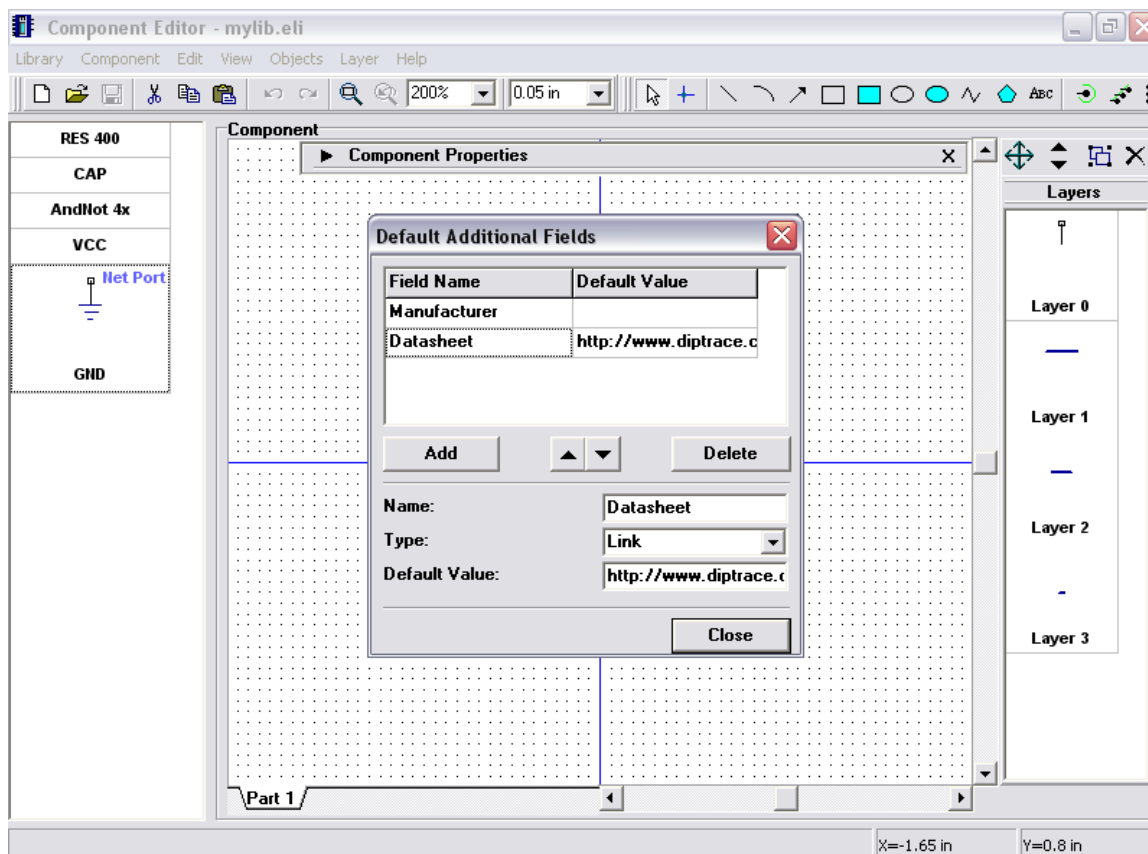 Component Editor - mylib.eli
Library Component Edit View Objects Layer Help
200% 0.05 in ABC
RES 400
CAP
AndNot 4x
VCC
Net Port
GND
Component
Component Properties
Default Additional Fields
Field Name Default Value
Manufacturer
Datasheet http://www.diptrace.c
Add Delete
Name: Datasheet
Type: Link
Default Value: http://www.diptrace.c
Close
Layers
Layer 0
Layer 1
Layer 2
Layer 3
Part 1
X=-1.65 in Y=0.8 in